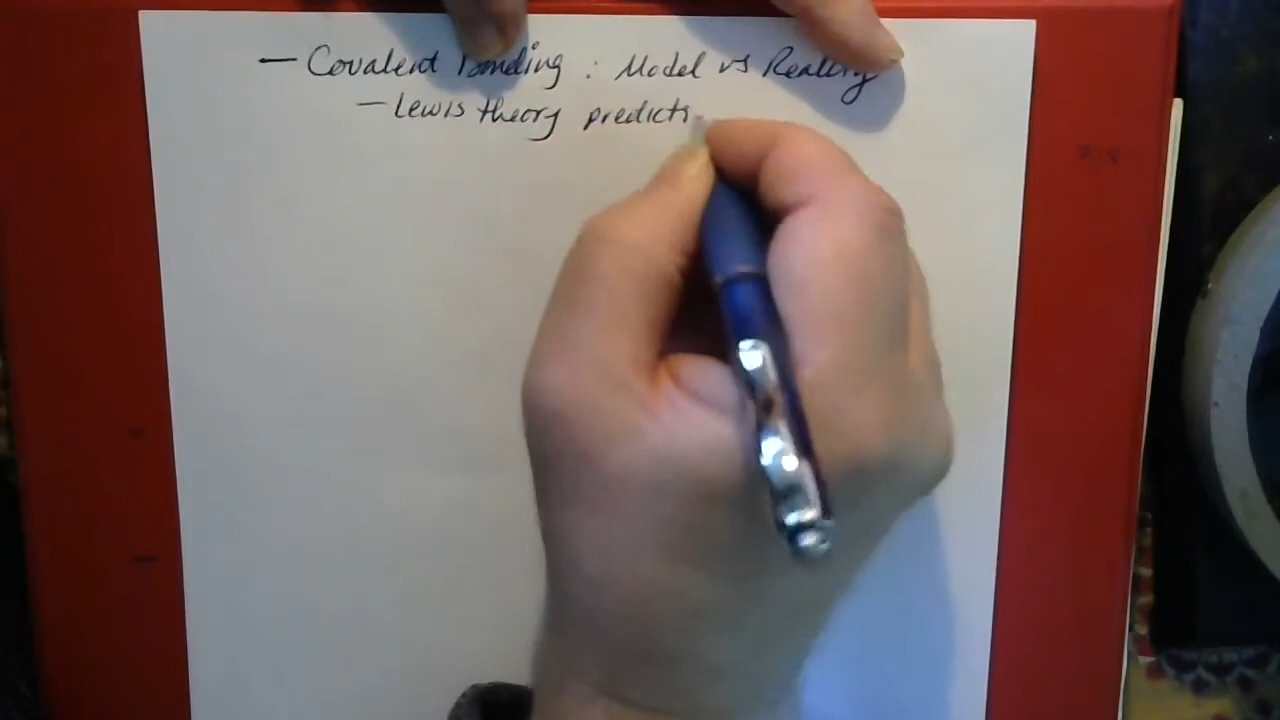 — Covalent bonding : Model vs Reality
— Lewis theory predicts